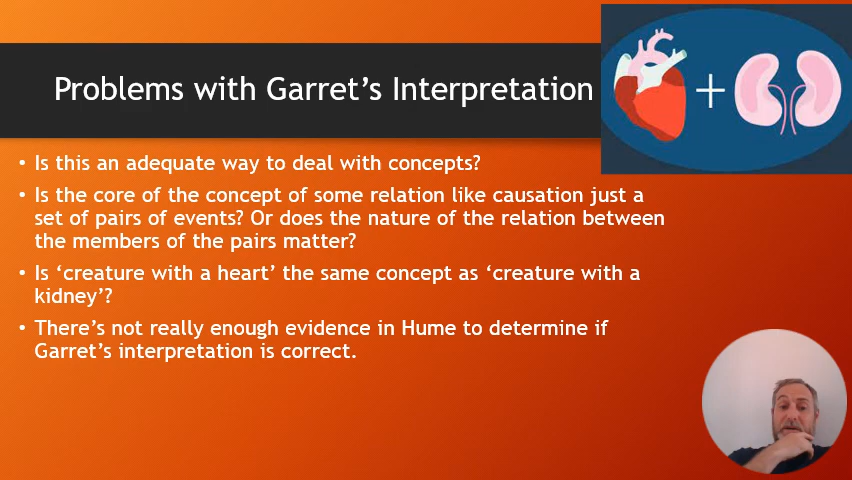 Problems with Garret's Interpretation
• Is this an adequate way to deal with concepts?
• Is the core of the concept of some relation like causation just a
set of pairs of events? Or does the nature of the relation between
the members of the pairs matter?
• Is ‘creature with a heart’ the same concept as ‘creature with a
kidney’?
• There’s not really enough evidence in Hume to determine if
Garret’s interpretation is correct.